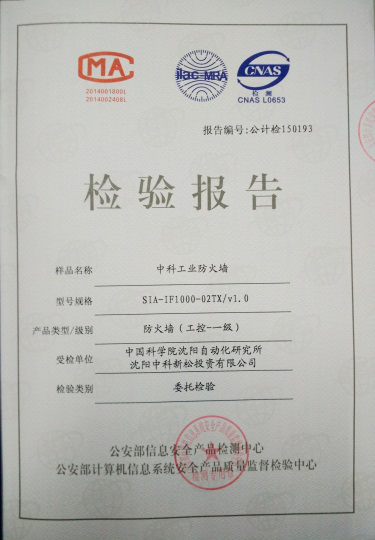 MA
2014001800L
2014002408L
ilac-MRA
CNAS
检测
CNAS L0653
报告编号:公计检150193
检验报告
样品名称 中科工业防火墙
型号规格 SIA-IF1000-02TX/v1.0
产品类型/级别 防火墙(工控-一级)
受检单位 中国科学院沈阳自动化研究所
沈阳中科新松投资有限公司
检验类别 委托检验
公安部信息安全产品检测中心
公安部计算机信息系统安全产品质量监督检验中心